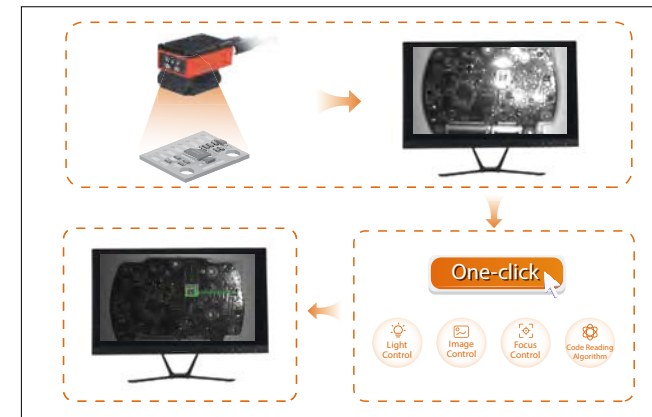 One-click
Light
Control
Image
Control
Focus
Control
Code Reading
Algorithm